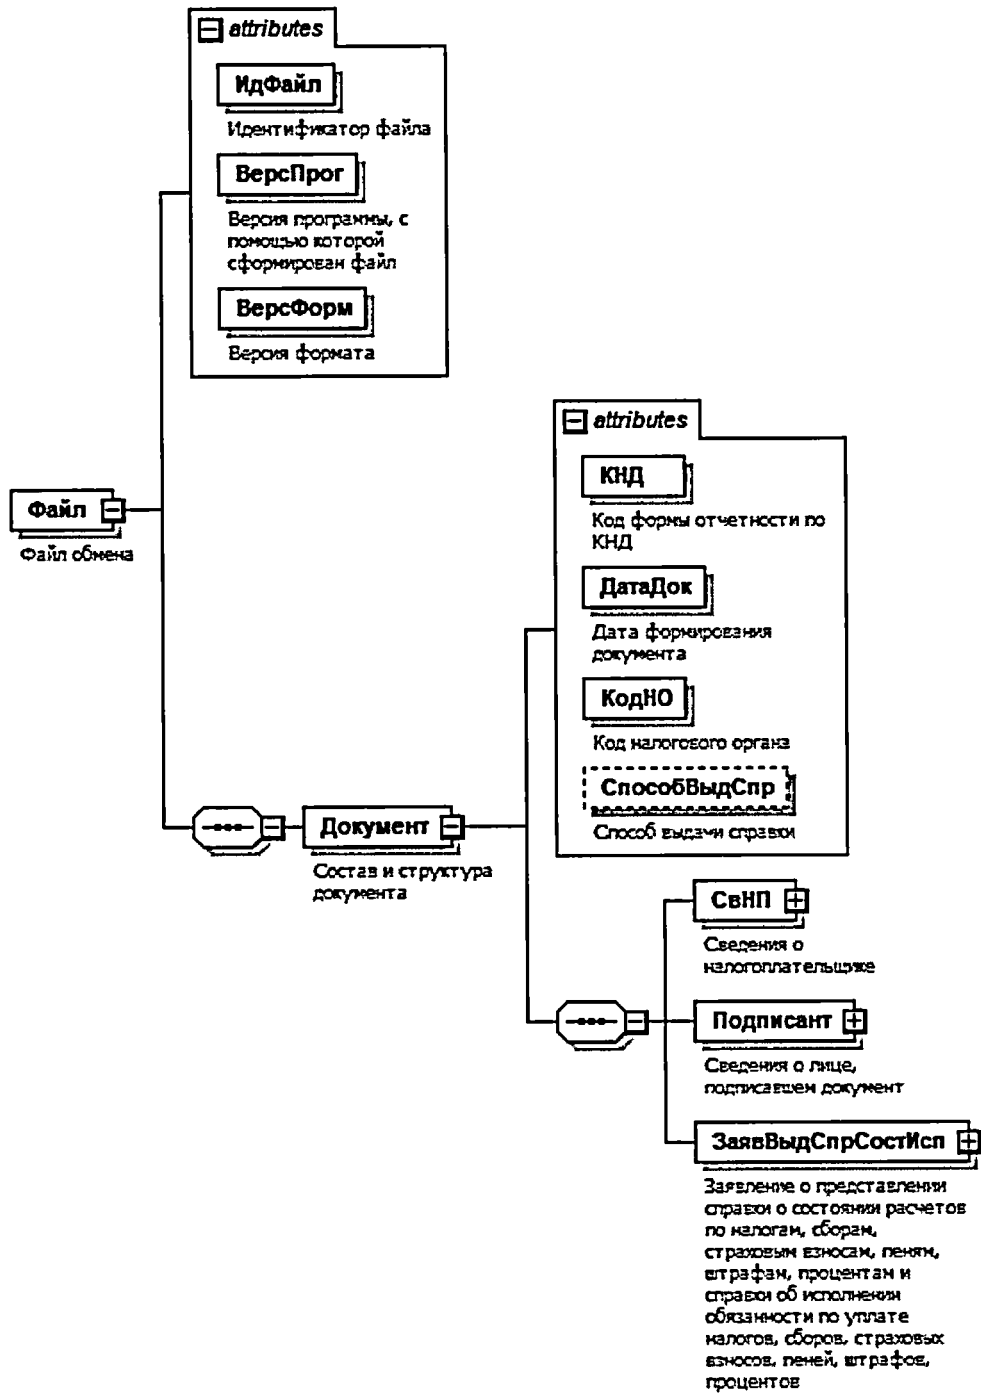 attributes
ИдФайл
Идентификатор файла
ВерсПрог
Версия программы, с
помощью которой
сформирован файл
ВерсФорм
Версия формата
attributes
КНД
Код формы отчетности по
КНД
ДатаДок
Дата формирования
документа
КодНО
Код налогового органа
СпособВыдСпр
Способ выдачи справки
Файл
Файл обмена
Документ
Состав и структура
документа
СвНП
Сведения о
налогоплательщике
Подписант
Сведения о лице,
подписавшем документ
ЗаявВыдСпрСостИсп
Заявление о представлении
справки о состоянии расчетов
по налогам, сборам,
страховым взносам, пеням,
штрафам, процентам и
справки об исполнении
обязанности по уплате
налогов, сборов, страховых
взносов, пеней, штрафов,
процентов